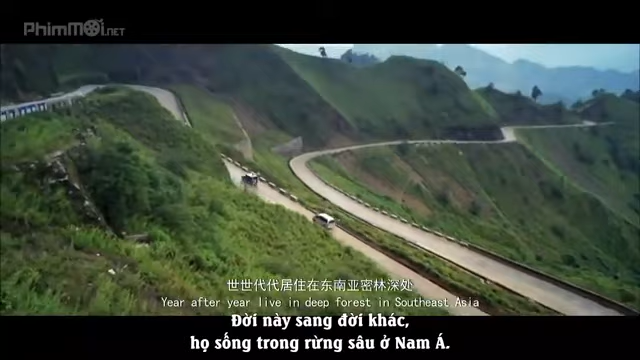 PhimMoi.NET
世世代代居住在东南亚密林深处
Year after year live in deep forest in Southeast Asia
Đời này sang đời khác,
họ sống trong rừng sâu ở Nam Á.